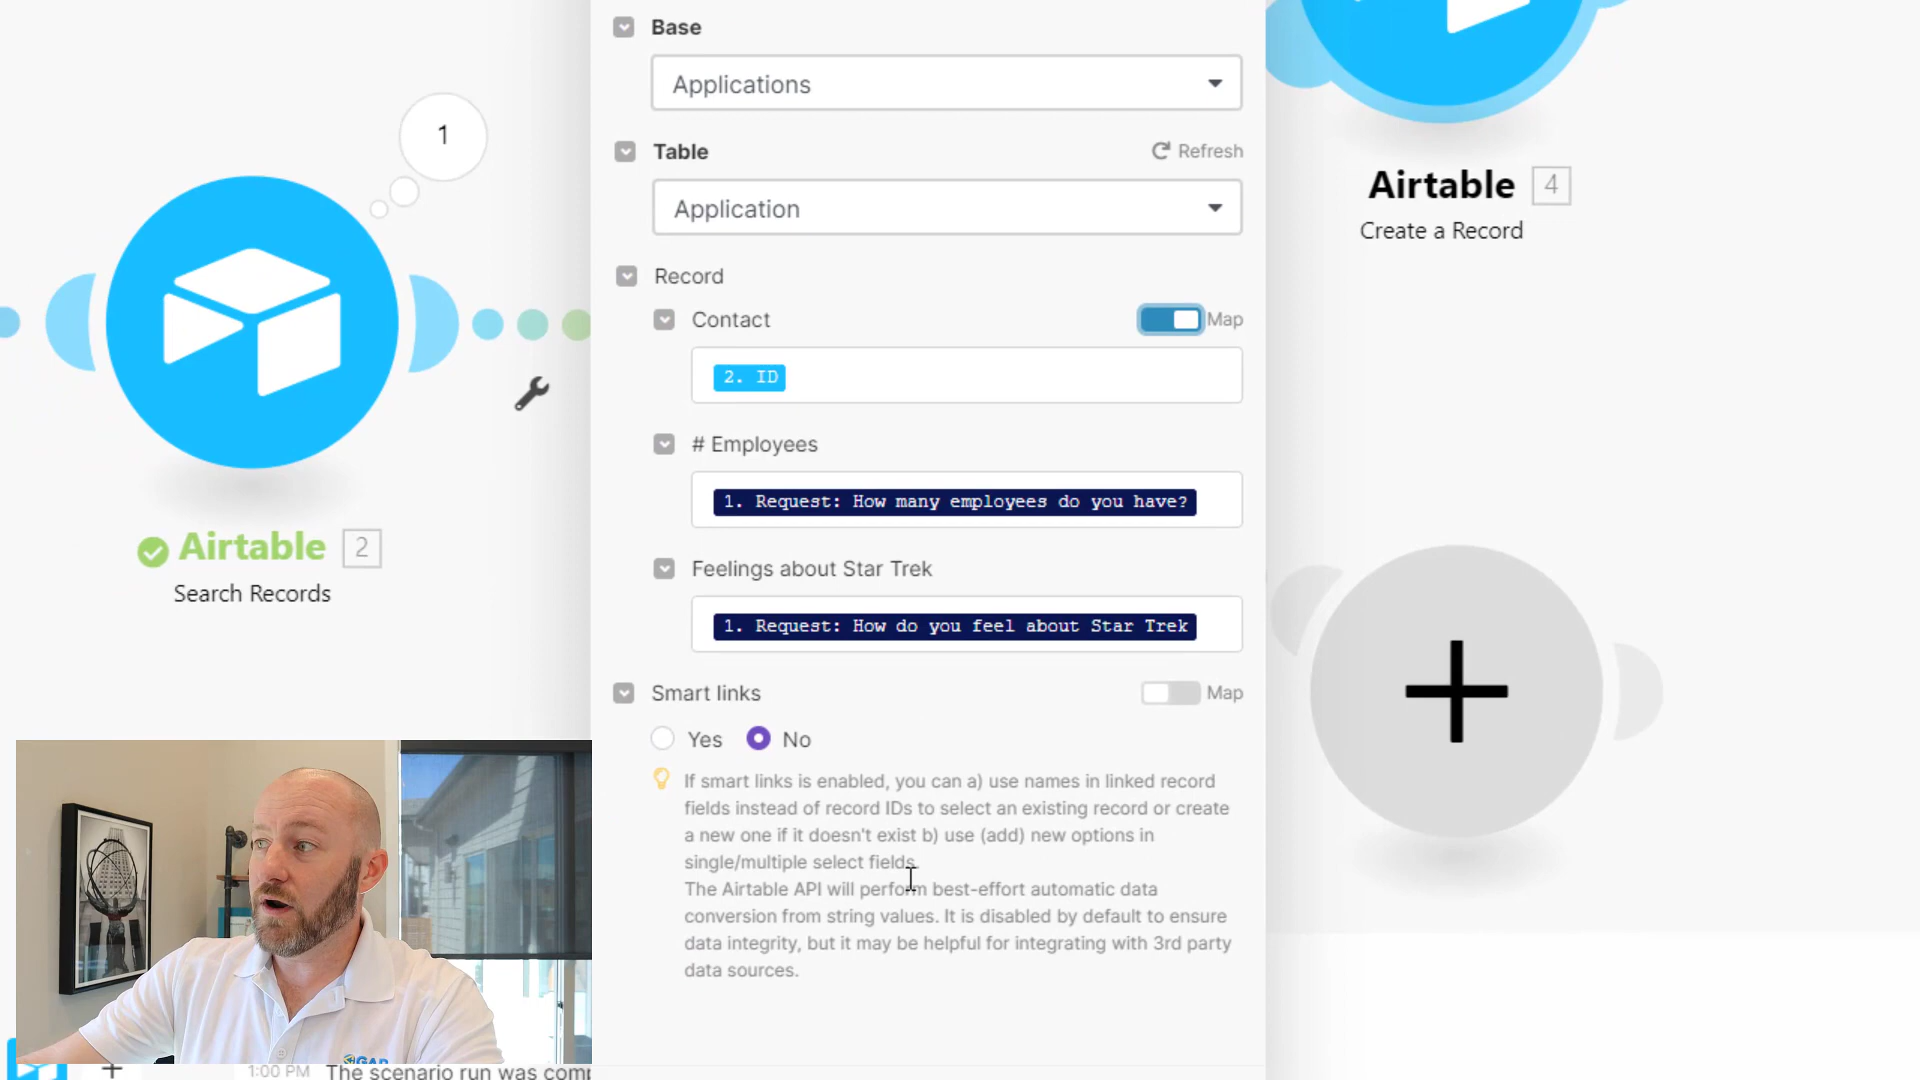 Base
Applications
1
Table
Refresh
Application
Airtable 4
Create a Record
Record
Contact
Map
2. ID
# Employees
1. Request: How many employees do you have?
Airtable 2
Search Records
Feelings about Star Trek
1. Request: How do you feel about Star Trek
Smart links
Map
Yes
No
If smart links is enabled, you can a) use names in linked record
fields instead of record IDs to select an existing record or create
a new one if it doesn't exist b) use (add) new options in
single/multiple select fields.
The Airtable API will perform best-effort automatic data
conversion from string values. It is disabled by default to ensure
data integrity, but it may be helpful for integrating with 3rd party
data sources.
GAP
1:00 PM The scenario run was comp